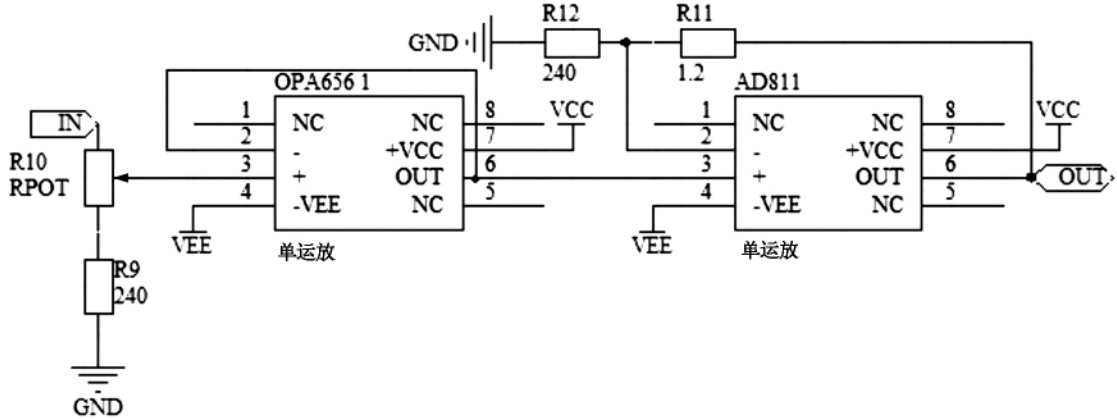 R12
R11
GND
240
1.2
OPA656 1
AD811
IN
1
NC
NC
8
VCC
2
-
+VCC
7
3
+
OUT
6
4
-VEE
NC
5
VEE
单运放
1
NC
NC
8
VCC
2
-
+VCC
7
3
+
OUT
6
OUT
4
-VEE
NC
5
VEE
单运放
R10
RPOT
R9
240
GND